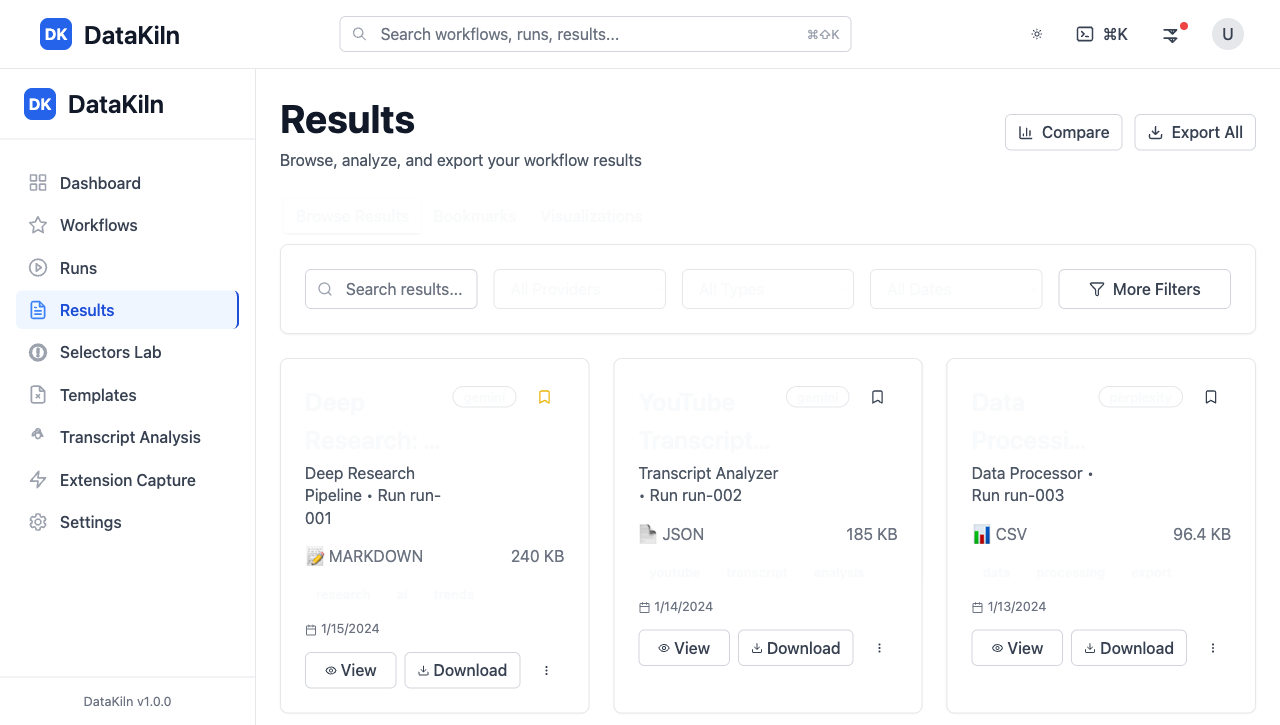 DK DataKiln
Search workflows, runs, results... ⌘⇧K
⌘K
U
DK DataKiln
Dashboard
Workflows
Runs
Results
Selectors Lab
Templates
Transcript Analysis
Extension Capture
Settings
DataKiln v1.0.0
Results
Browse, analyze, and export your workflow results
Compare
Export All
Browse Results Bookmarks Visualizations
Search results... All Providers All Types All Dates More Filters
Deep
Research: ...
gemini
Deep Research
Pipeline • Run run-
001
MARKDOWN 240 KB
research ai trends
1/15/2024
View Download
YouTube
Transcript...
gemini
Transcript Analyzer
• Run run-002
JSON 185 KB
youtube transcript analysis
1/14/2024
View Download
Data
Processi...
perplexity
Data Processor •
Run run-003
CSV 96.4 KB
data processing export
1/13/2024
View Download